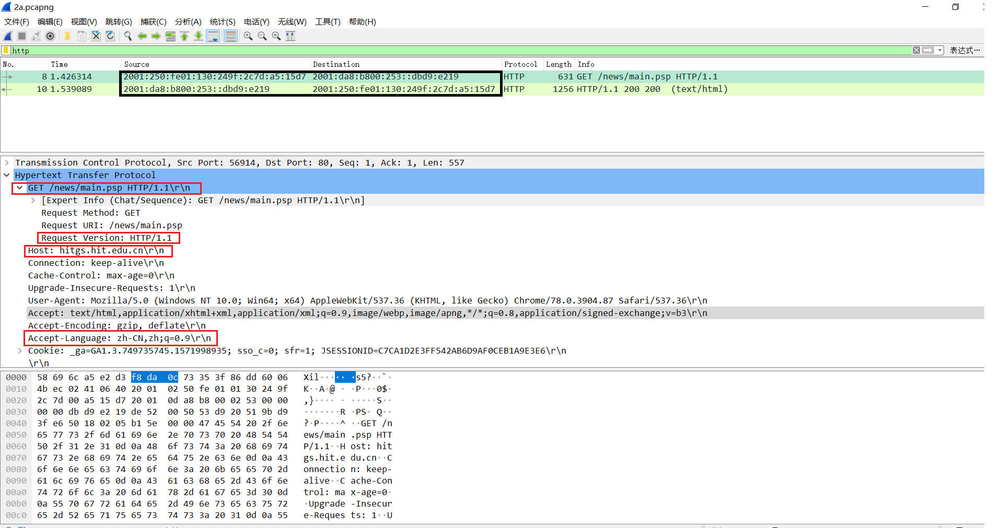 2a.pcapng
文件(F) 编辑(E) 视图(V) 跳转(G) 捕获(C) 分析(A) 统计(S) 电话(Y) 无线(W) 工具(T) 帮助(H)
http 表达式…
No. Time Source Destination Protocol Length Info
8 1.426314 2001:250:fe01:130:249f:2c7d:a5:15d7 2001:da8:b800:253::dbd9:e219 HTTP 631 GET /news/main.psp HTTP/1.1
10 1.539089 2001:da8:b800:253::dbd9:e219 2001:250:fe01:130:249f:2c7d:a5:15d7 HTTP 1256 HTTP/1.1 200 200 (text/html)
Transmission Control Protocol, Src Port: 56914, Dst Port: 80, Seq: 1, Ack: 1, Len: 557
Hypertext Transfer Protocol
GET /news/main.psp HTTP/1.1\r\n
[Expert Info (Chat/Sequence): GET /news/main.psp HTTP/1.1\r\n]
Request Method: GET
Request URI: /news/main.psp
Request Version: HTTP/1.1
Host: hitgs.hit.edu.cn\r\n
Connection: keep-alive\r\n
Cache-Control: max-age=0\r\n
Upgrade-Insecure-Requests: 1\r\n
User-Agent: Mozilla/5.0 (Windows NT 10.0; Win64; x64) AppleWebKit/537.36 (KHTML, like Gecko) Chrome/78.0.3904.87 Safari/537.36\r\n
Accept: text/html,application/xhtml+xml,application/xml;q=0.9,image/webp,image/apng,*/*;q=0.8,application/signed-exchange;v=b3\r\n
Accept-Encoding: gzip, deflate\r\n
Accept-Language: zh-CN,zh;q=0.9\r\n
Cookie: _ga=GA1.3.749735745.1571998935; sso_c=0; sfr=1; JSESSIONID=C7CA1D2E3FF542AB6D9AF0CEB1A9E3E6\r\n
\r\n
0000 58 69 6c a5 e2 d3 f8 da 0c 73 35 3f 86 dd 60 06 Xil······ ·s5?··`·
0010 4b ec 02 41 06 40 20 01 02 50 fe 01 01 30 24 9f K··A·@ · ·P···0$·
0020 2c 7d 00 a5 15 d7 20 01 0d a8 b8 00 02 53 00 00 ,}···· · ·····S··
0030 00 00 db d9 e2 19 de 52 00 50 53 d9 20 51 9b d9 ·······R ·PS· Q··
0040 3f e6 50 18 02 05 b1 5e 00 00 47 45 54 20 2f 6e ?·P····^ ··GET /n
0050 65 77 73 2f 6d 61 69 6e 2e 70 73 70 20 48 54 54 ews/main .psp HTT
0060 50 2f 31 2e 31 0d 0a 48 6f 73 74 3a 20 68 69 74 P/1.1··H ost: hit
0070 67 73 2e 68 69 74 2e 65 64 75 2e 63 6e 0d 0a 43 gs.hit.e du.cn··C
0080 6f 6e 6e 65 63 74 69 6f 6e 3a 20 6b 65 65 70 2d onnectio n: keep-
0090 61 6c 69 76 65 0d 0a 43 61 63 68 65 2d 43 6f 6e alive··C ache-Con
00a0 74 72 6f 6c 3a 20 6d 61 78 2d 61 67 65 3d 30 0d trol: ma x-age=0·
00b0 0a 55 70 67 72 61 64 65 2d 49 6e 73 65 63 75 72 ·Upgrade -Insecur
00c0 65 2d 52 65 71 75 65 73 74 73 3a 20 31 0d 0a 55 e-Reques ts: 1··U